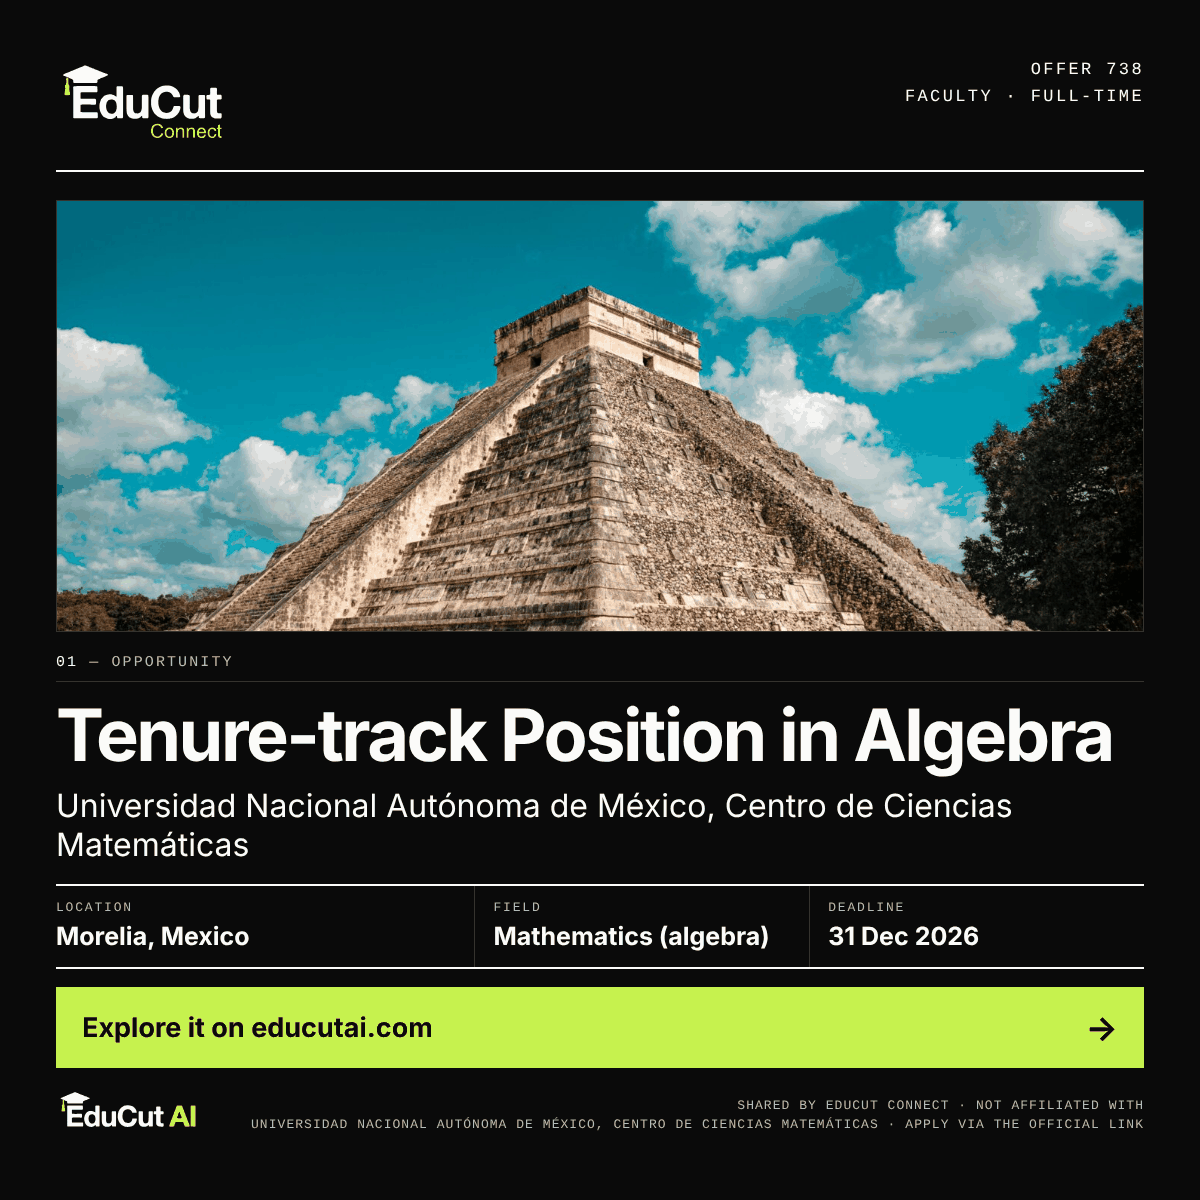 EduCut
Connect
OFFER 738
FACULTY · FULL-TIME
01 — OPPORTUNITY
Tenure-track Position in Algebra
Universidad Nacional Autónoma de México, Centro de Ciencias
Matemáticas
LOCATION
Morelia, Mexico
FIELD
Mathematics (algebra)
DEADLINE
31 Dec 2026
Explore it on educutai.com →
EduCut AI
SHARED BY EDUCUT CONNECT · NOT AFFILIATED WITH
UNIVERSIDAD NACIONAL AUTÓNOMA DE MÉXICO, CENTRO DE CIENCIAS MATEMÁTICAS · APPLY VIA THE OFFICIAL LINK